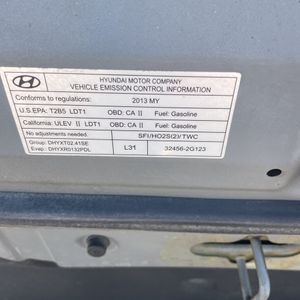 HYUNDAI MOTOR COMPANY
VEHICLE EMISSION CONTROL INFORMATION
Conforms to regulations: 2013 MY
U.S.EPA: T2B5 LDT1 OBD: CA II Fuel: Gasoline
California: ULEV II LDT1 OBD: CA II Fuel: Gasoline
No adjustments needed. SFI/HO2S(2)/TWC
Group: DHYXT02.41SE
Evap: DHYXR0132PDL L31 32456-2G123